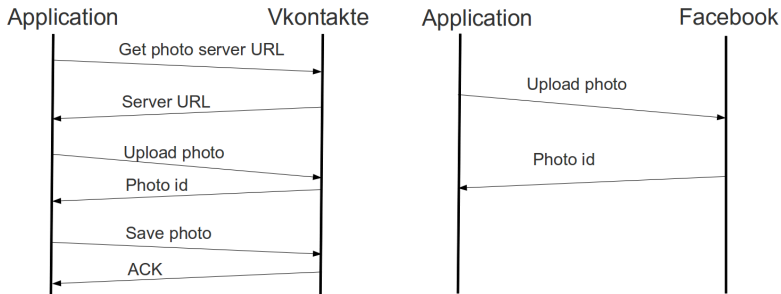 Application
Vkontakte
Get photo server URL
Server URL
Upload photo
Photo id
Save photo
ACK
Application
Facebook
Upload photo
Photo id